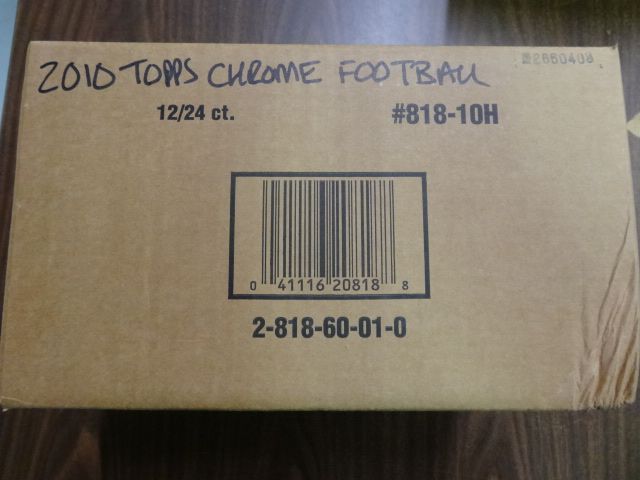 2010 TOPPS CHROME FOOTBALL
12/24 ct.
#818-10H
0 41116 20818 8
2-818-60-01-0